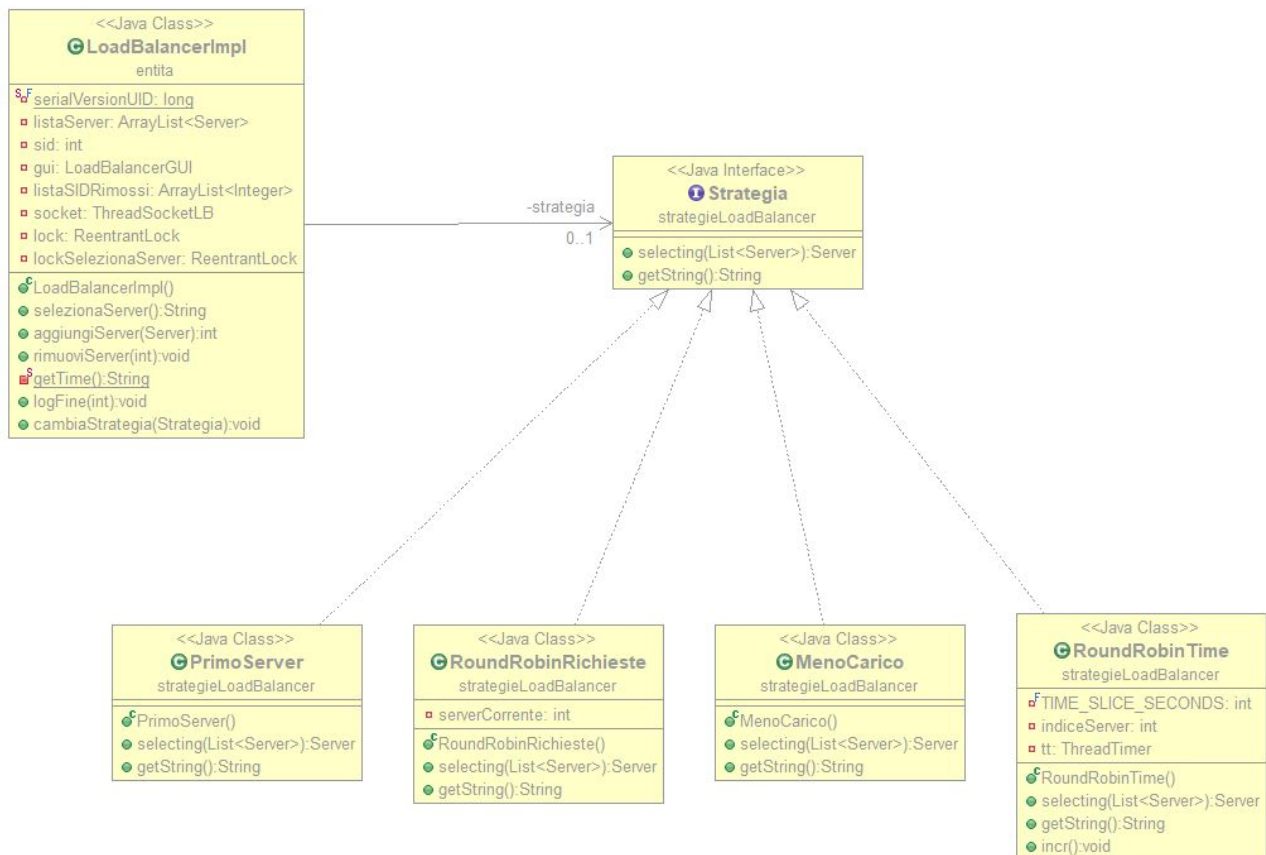 <<Java Class>>
LoadBalancerImpl
entita
serialVersionUID: long
listaServer: ArrayList<Server>
sid: int
gui: LoadBalancerGUI
listaSIDRimossi: ArrayList<Integer>
socket: ThreadSocketLB
lock: ReentrantLock
lockSelezionaServer: ReentrantLock
LoadBalancerImpl()
selezionaServer():String
aggiungiServer(Server):int
rimuoviServer(int):void
getTime():String
logFine(int):void
cambiaStrategia(Strategia):void
-strategia
0..1
<<Java Interface>>
Strategia
strategieLoadBalancer
selecting(List<Server>):Server
getString():String
<<Java Class>>
PrimoServer
strategieLoadBalancer
PrimoServer()
selecting(List<Server>):Server
getString():String
<<Java Class>>
RoundRobinRichieste
strategieLoadBalancer
serverCorrente: int
RoundRobinRichieste()
selecting(List<Server>):Server
getString():String
<<Java Class>>
MenoCarico
strategieLoadBalancer
MenoCarico()
selecting(List<Server>):Server
getString():String
<<Java Class>>
RoundRobinTime
strategieLoadBalancer
TIME_SLICE_SECONDS: int
indiceServer: int
tt: ThreadTimer
RoundRobinTime()
selecting(List<Server>):Server
getString():String
incr():void